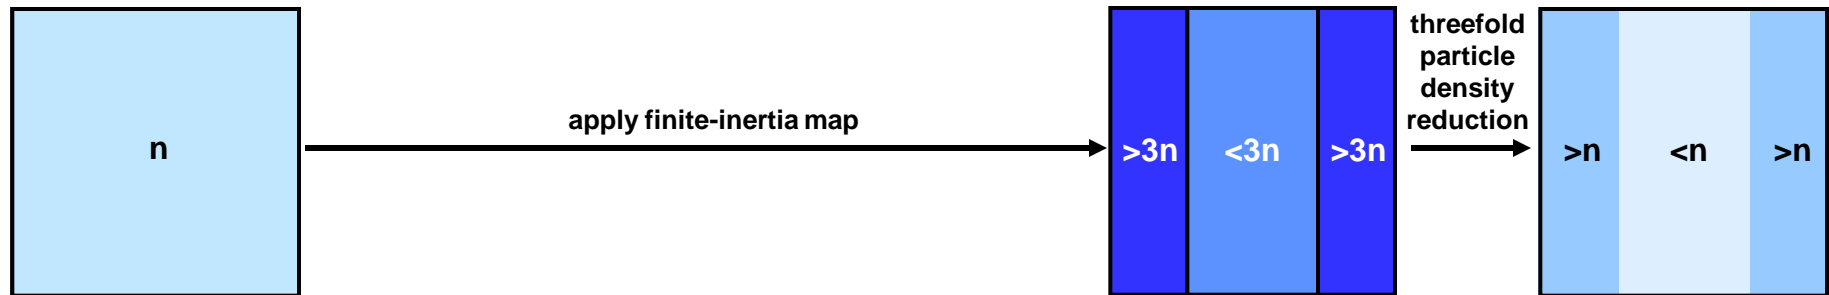 n
apply finite-inertia map
>3n
<3n
>3n
threefold
particle
density
reduction
>n
<n
>n